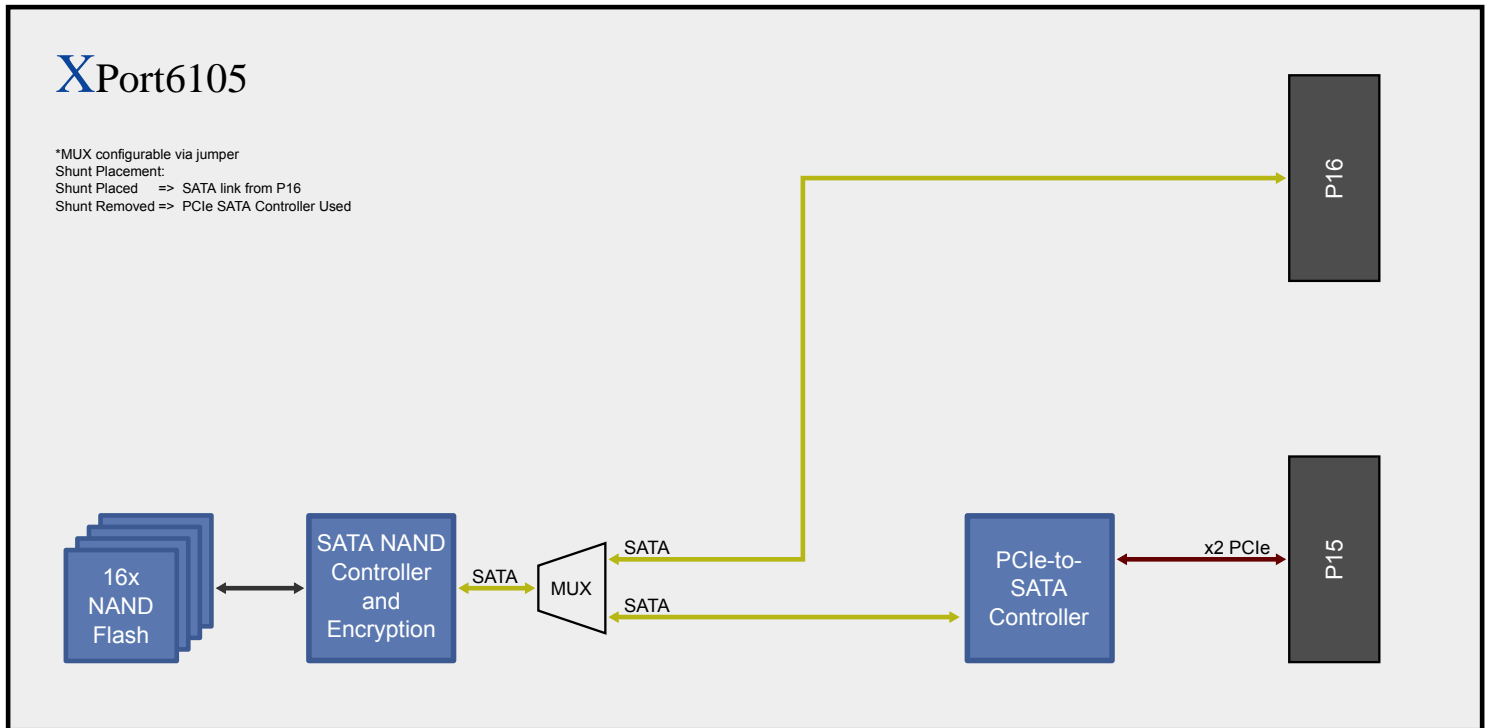 XPort6105
*MUX configurable via jumper
Shunt Placement:
Shunt Placed => SATA link from P16
Shunt Removed => PCIe SATA Controller Used
P16
16x
NAND
Flash
SATA NAND
Controller
and
Encryption
SATA
MUX
SATA
SATA
PCIe-to-
SATA
Controller
x2 PCIe
P15